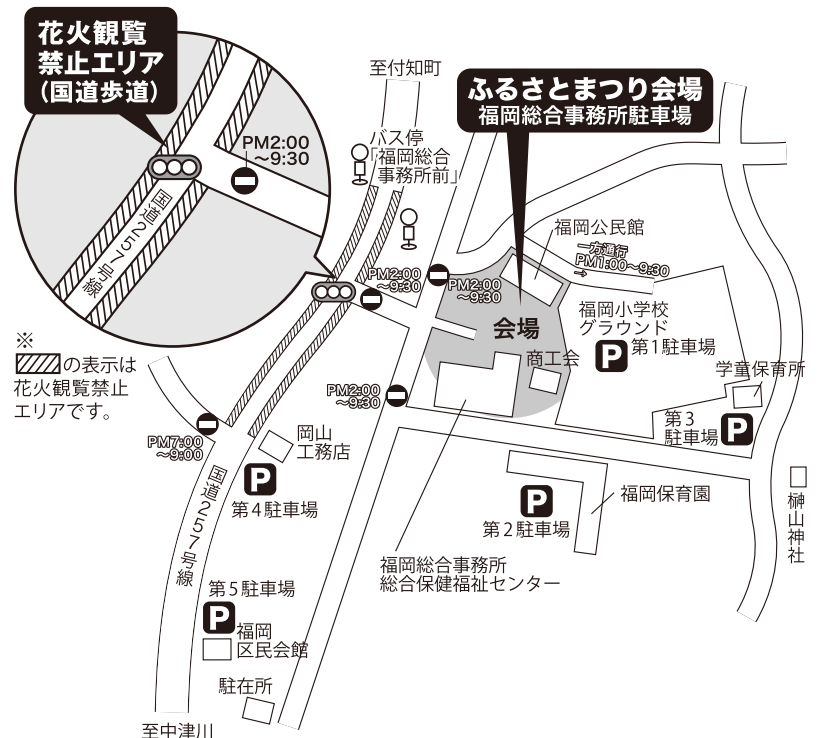 花火観覧
禁止エリア
（国道歩道）
PM2:00
～9:30
国道257号線
至付知町
バス停
「福岡総合
事務所前」
ふるさとまつり会場
福岡総合事務所駐車場
福岡公民館
一方通行
→
PM1:00～9:30
PM2:00
～9:30
PM2:00
～9:30
会場
商工会
福岡小学校
グラウンド
P 第1駐車場
学童保育所
第3
駐車場 P
※
の表示は
花火観覧禁止
エリアです。
PM2:00
～9:30
PM7:00
～9:00
岡山
工務店
P
第4駐車場
国道257号線
P
第2駐車場
福岡保育園
榊山神社
福岡総合事務所
総合保健福祉センター
第5駐車場
P
福岡
区民会館
駐在所
至中津川